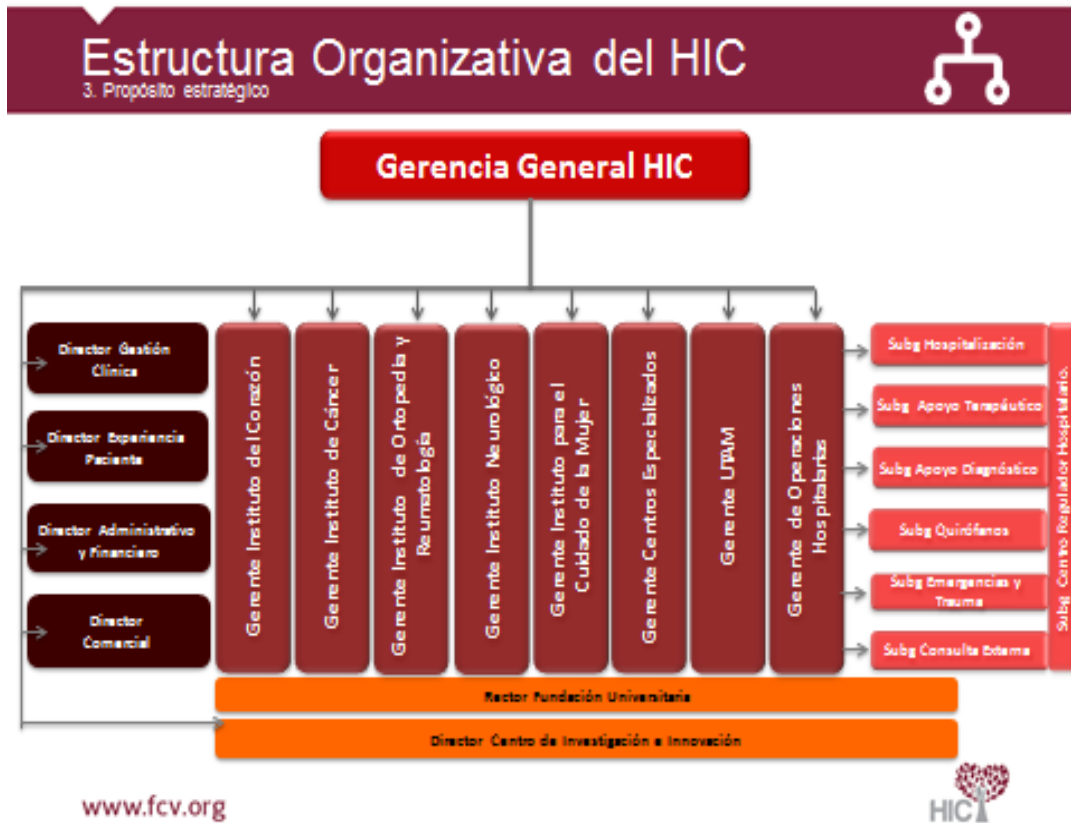 Estructura Organizativa del HIC
3. Propósito estratégico
Gerencia General HIC
Director Gestión
Clínica
Director Experiencia
Paciente
Director Administrativo
y Financiero
Director
Comercial
Gerente Instituto del Corazón
Gerente Instituto de Cáncer
Gerente Instituto de Ortopedia y
Reumatología
Gerente Instituto Neurológico
Gerente Instituto para el
Cuidado de la Mujer
Gerente Centros Especializados
Gerente UTAM
Gerente de Operaciones
Hospitalarias
Subg Hospitalización
Subg Apoyo Terapéutico
Subg Apoyo Diagnóstico
Subg Quirófanos
Subg Emergencias y
Trauma
Subg Consulta Externa
Subg Centro Regulador Hospitalario.
Rector Fundación Universitaria
Director Centro de Investigación e Innovación
www.fcv.org
HIC